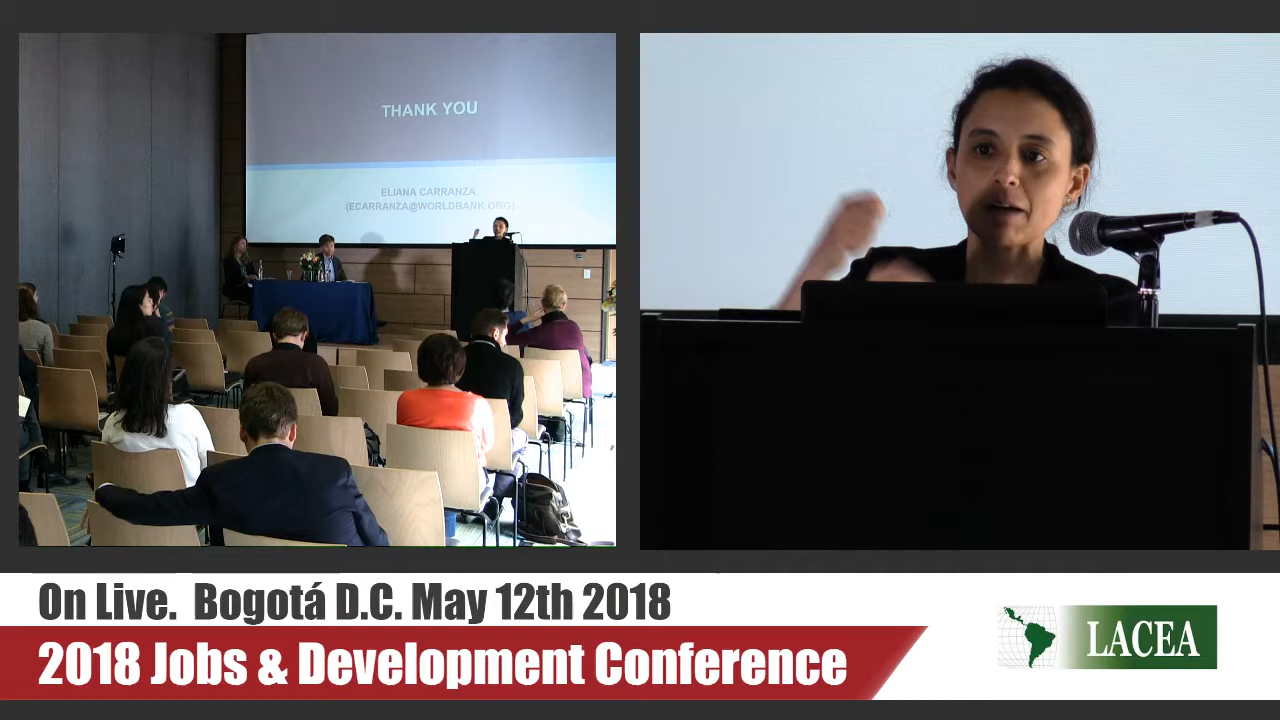 THANK YOU
ELIANA CARRANZA
(ECARRANZA@WORLDBANK.ORG)
On Live. Bogotá D.C. May 12th 2018
2018 Jobs & Development Conference
LACEA